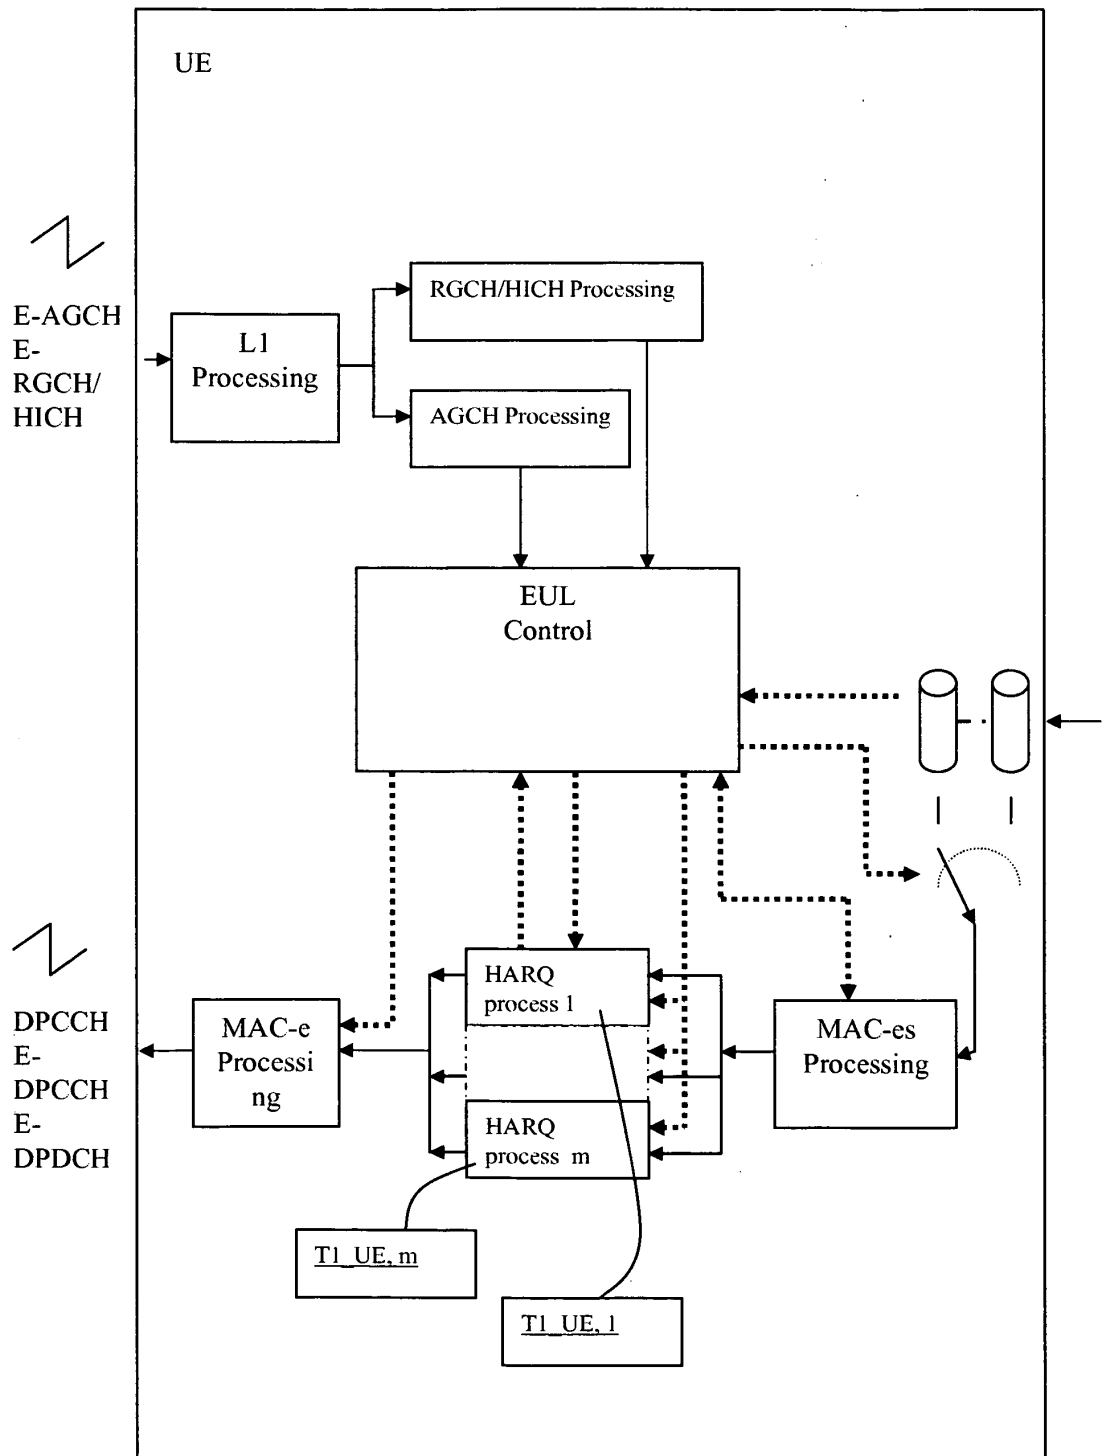 UE
E-AGCH
E-
RGCH/
HICH
L1
Processing
RGCH/HICH Processing
AGCH Processing
EUL
Control
DPCCH
E-
DPCCH
E-
DPDCH
MAC-e
Processi
ng
HARQ
process 1
HARQ
process m
MAC-es
Processing
T1_UE, m
T1_UE, 1